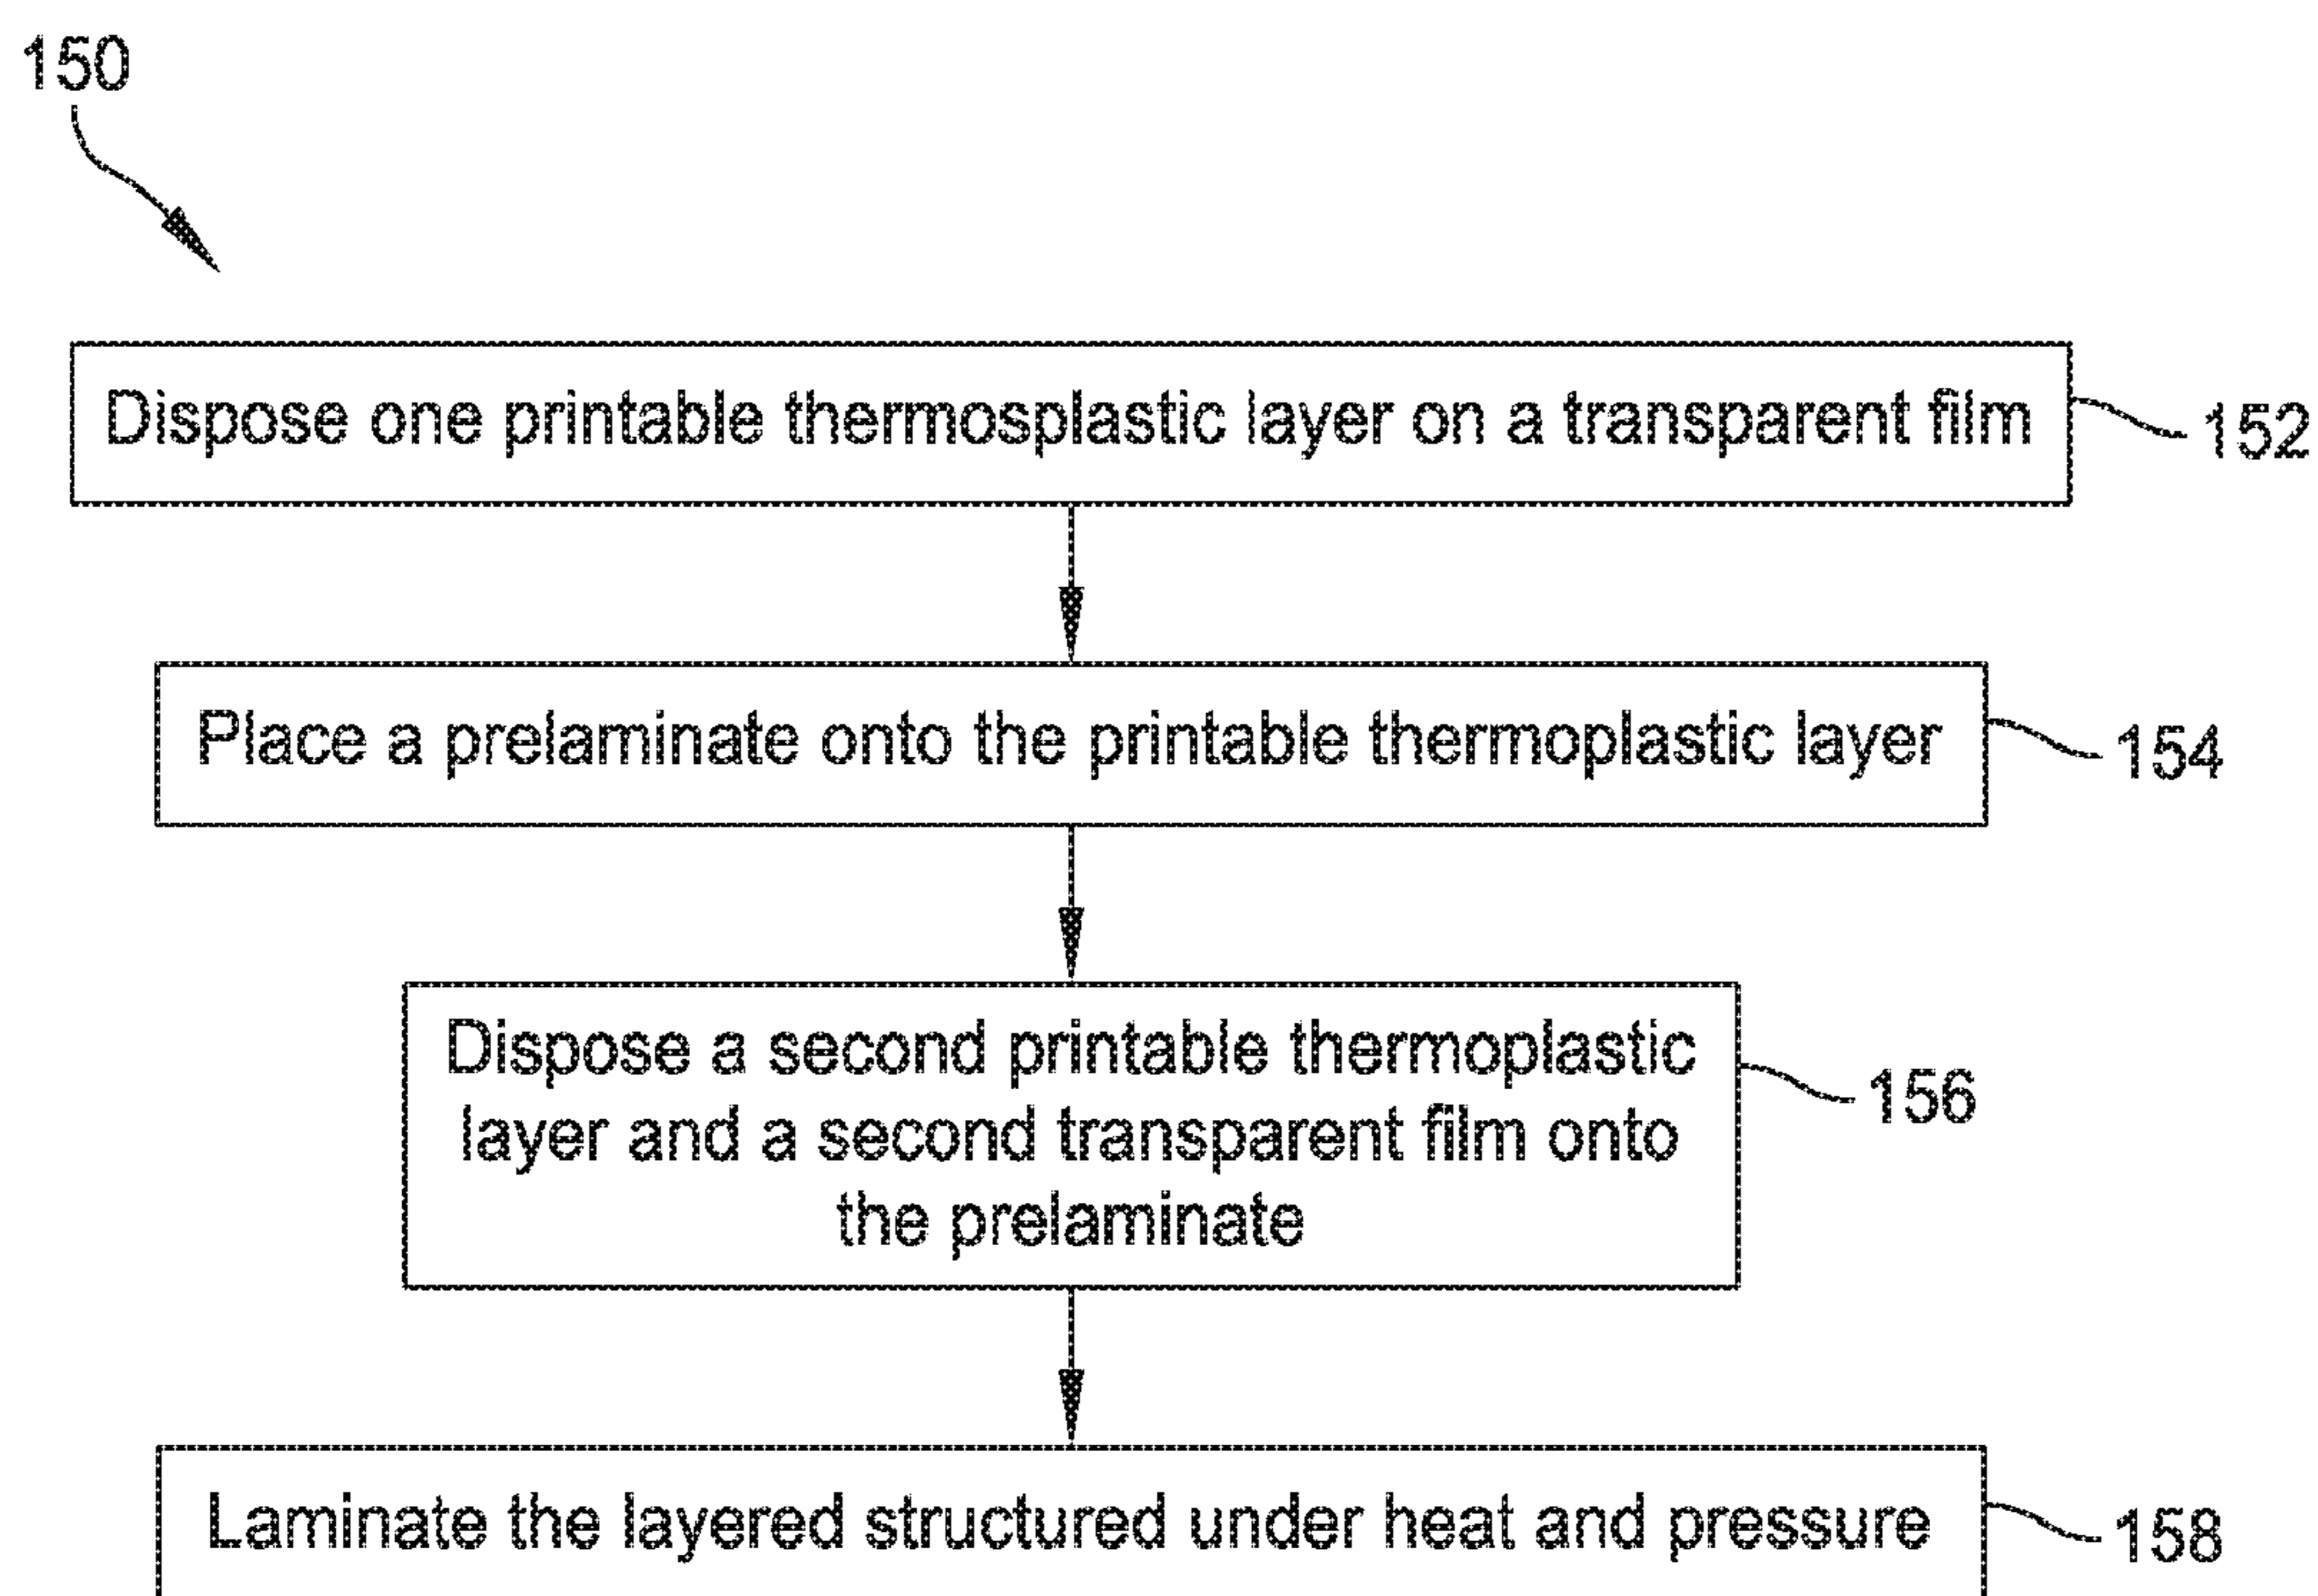 150
Dispose one printable thermosplastic layer on a transparent film
152
Place a prelaminate onto the printable thermoplastic layer
154
Dispose a second printable thermoplastic
layer and a second transparent film onto
the prelaminate
156
Laminate the layered structured under heat and pressure
158